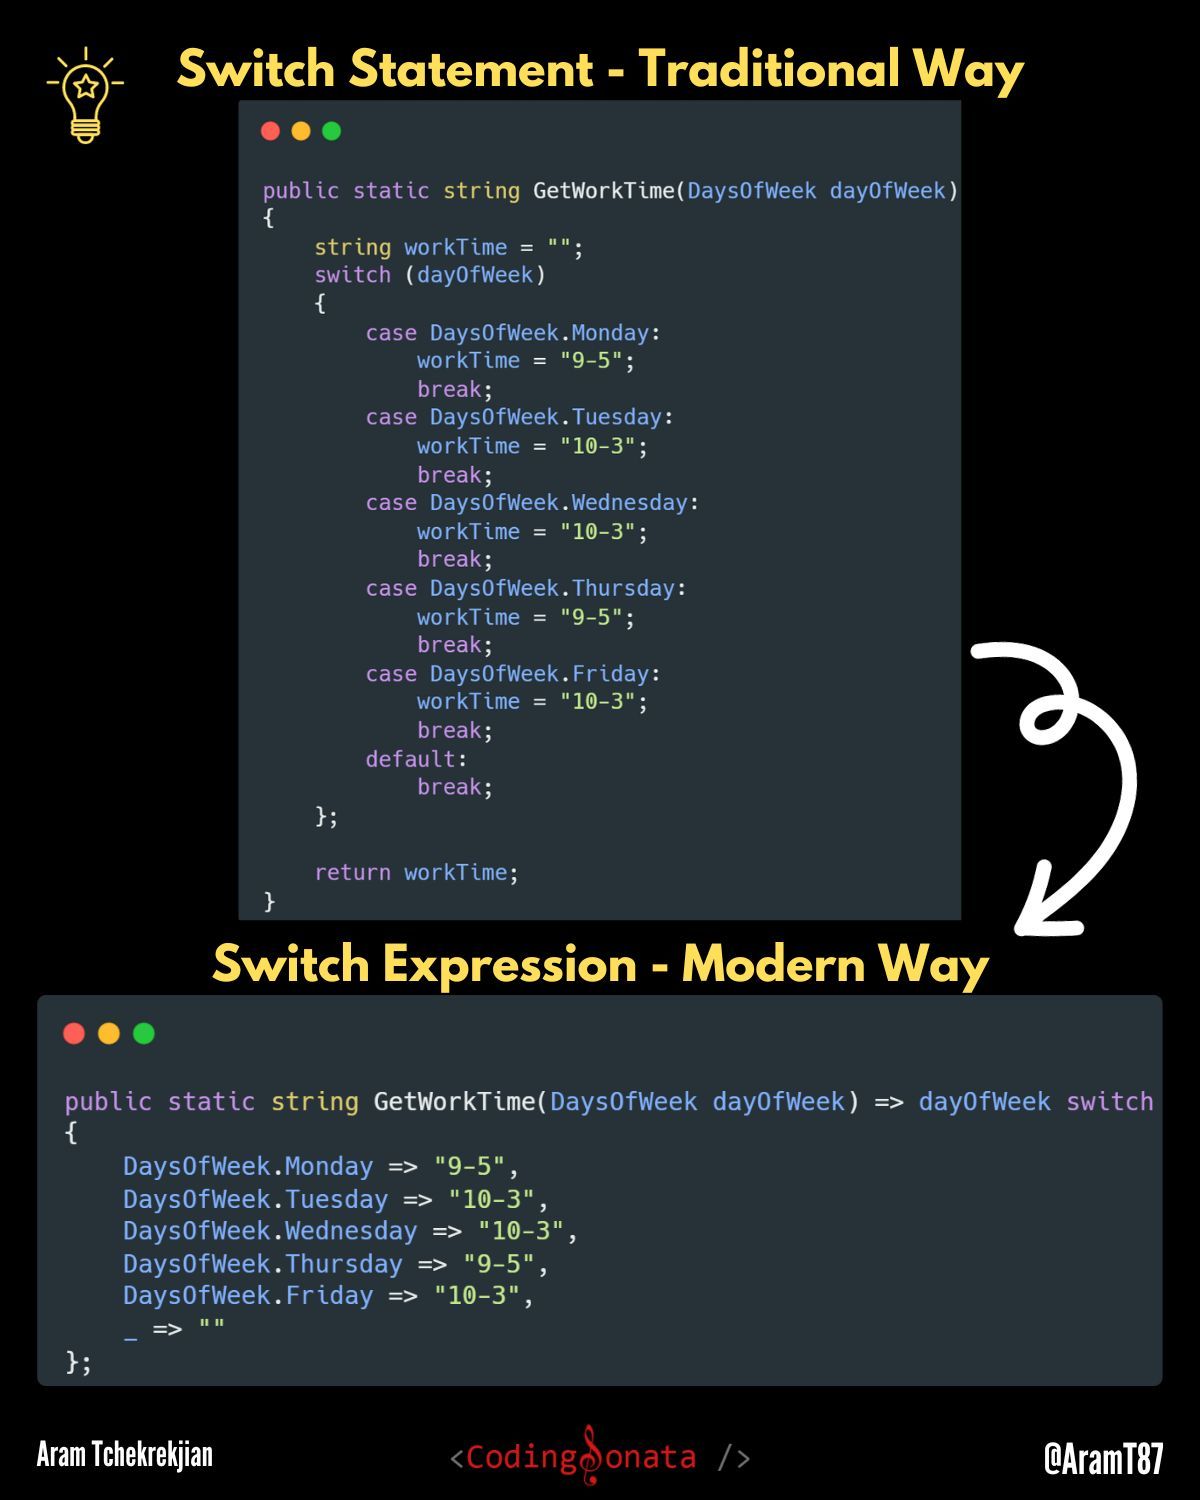 Switch Statement - Traditional Way
public static string GetWorkTime(DaysOfWeek dayOfWeek)
{
    string workTime = "";
    switch (dayOfWeek)
    {
        case DaysOfWeek.Monday:
            workTime = "9-5";
            break;
        case DaysOfWeek.Tuesday:
            workTime = "10-3";
            break;
        case DaysOfWeek.Wednesday:
            workTime = "10-3";
            break;
        case DaysOfWeek.Thursday:
            workTime = "9-5";
            break;
        case DaysOfWeek.Friday:
            workTime = "10-3";
            break;
        default:
            break;
    };
    return workTime;
}
Switch Expression - Modern Way
public static string GetWorkTime(DaysOfWeek dayOfWeek) => dayOfWeek switch
{
    DaysOfWeek.Monday => "9-5",
    DaysOfWeek.Tuesday => "10-3",
    DaysOfWeek.Wednesday => "10-3",
    DaysOfWeek.Thursday => "9-5",
    DaysOfWeek.Friday => "10-3",
    _ => ""
};
Aram Tchekrekjian
<CodingSonata />
@AramT87